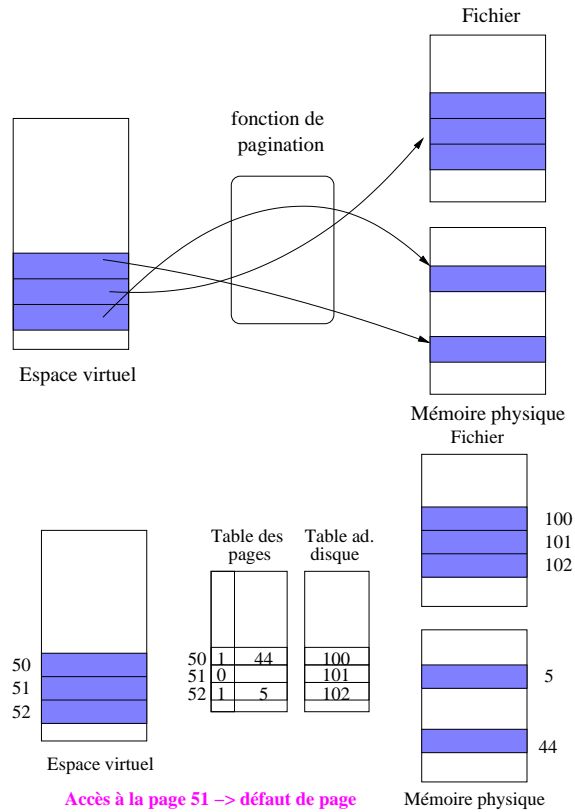 Fichier
fonction de
pagination
Espace virtuel
Mémoire physique
Fichier
Table des
pages
Table ad.
disque
100
101
102
50
51
52
50 1 44 100
51 0 101
52 1 5 102
5
44
Espace virtuel
Accès à la page 51 -> défaut de page
Mémoire physique